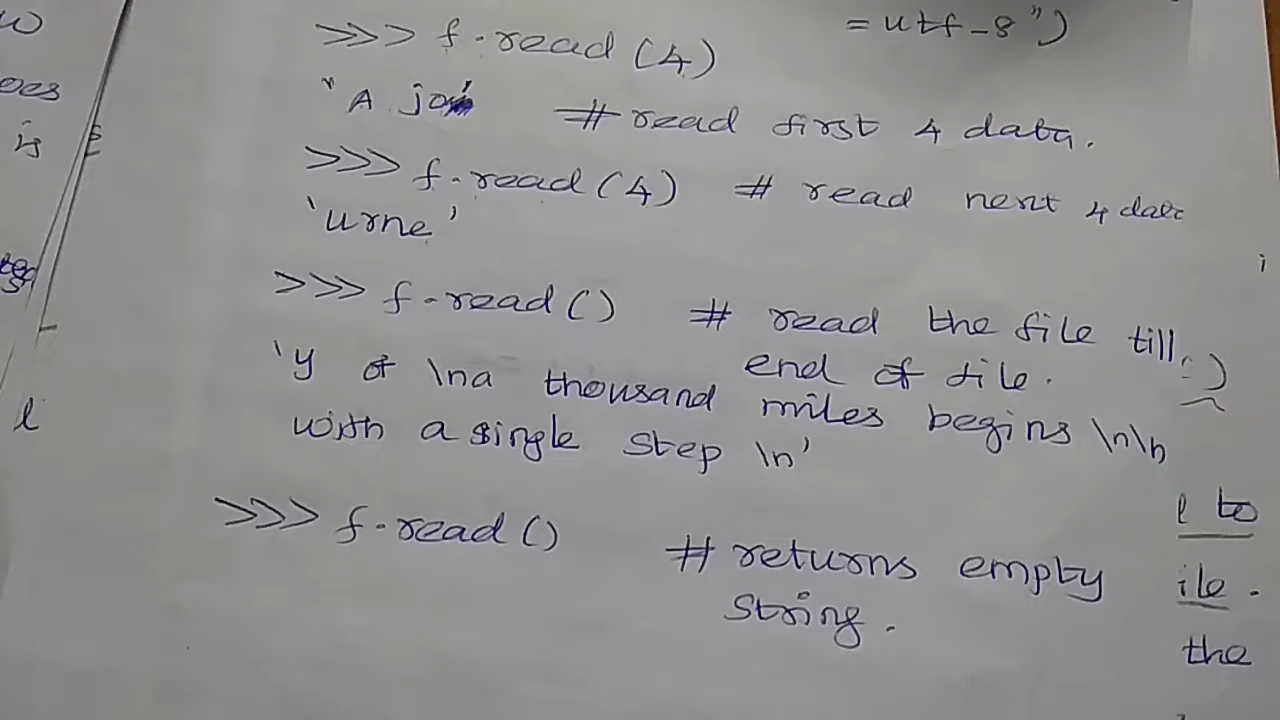 = utf-8")
>>> f.read (4)
"A jo' # read first 4 data.
>>> f.read (4) # read next 4 data
'urne'
>>> f.read () # read the file till
end of file.
'y of \na thousand miles begins \n\n
with a single step \n'
>>> f.read () # returns empty
string.
w
oes
is
l
l to
ile.
the